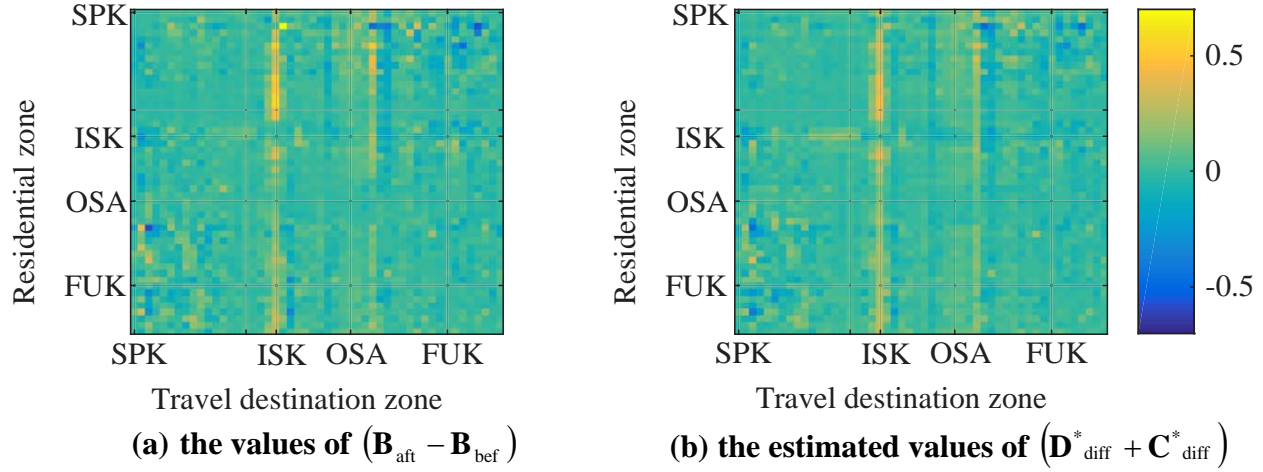 SPK
ISK
OSA
FUK
Residential zone
SPK ISK OSA FUK
Travel destination zone
(a) the values of (B_aft − B_bef)
SPK
ISK
OSA
FUK
Residential zone
SPK ISK OSA FUK
Travel destination zone
(b) the estimated values of (D*_diff + C*_diff)
0.5
0
-0.5